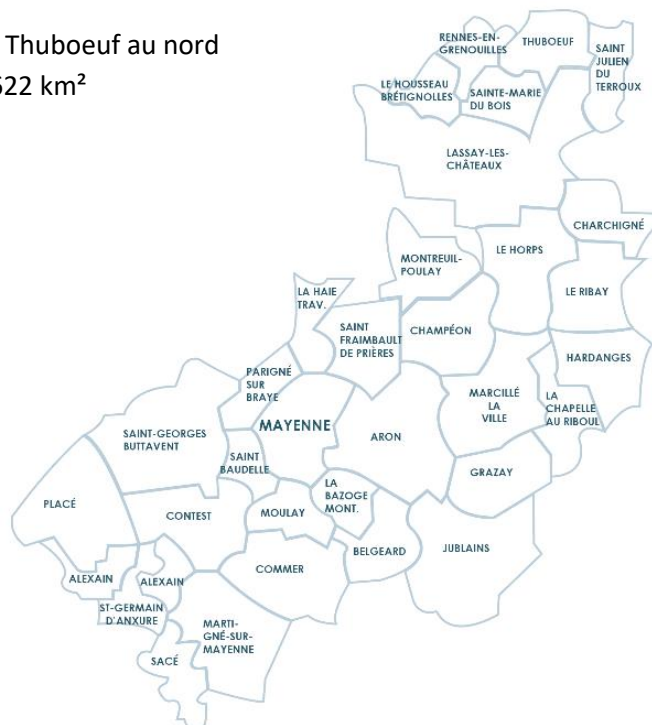 Thuboeuf au nord
622 km²
RENNES-EN-
GRENOUILLES
THUBOEUF
SAINT
JULIEN
DU
TERROUX
LE HOUSSEAU
BRÉTIGNOLLES
SAINTE-MARIE
DU BOIS
LASSAY-LES-
CHÂTEAUX
CHARCHIGNÉ
MONTREUIL-
POULAY
LE HORPS
LE RIBAY
LA HAIE
TRAV.
SAINT
FRAIMBAULT
DE PRIÈRES
CHAMPÉON
HARDANGES
PARIGNÉ
SUR
BRAYE
MARCILLÉ
LA
VILLE
LA
CHAPELLE
AU RIBOUL
MAYENNE
SAINT-GEORGES
BUTTAVENT
ARON
SAINT
BAUDELLE
GRAZAY
LA
BAZOGE
MONT.
PLACÉ
CONTEST
MOULAY
BELGEARD
JUBLAINS
ALEXAIN
ALEXAIN
COMMER
ST-GERMAIN
D'ANXURE
MARTI-
GNÉ-SUR-
MAYENNE
SACÉ